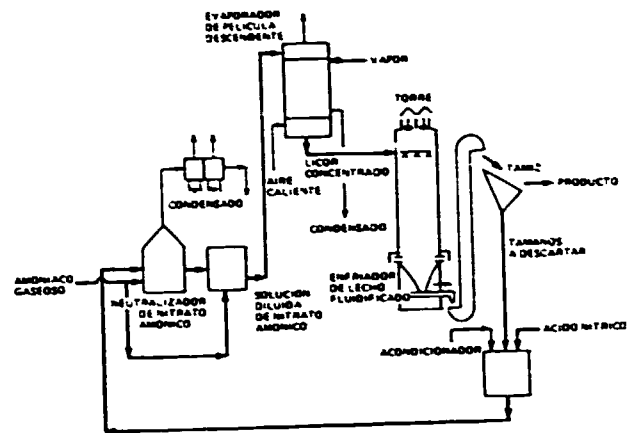 EVAPORADOR
DE PELICULA
DESCENDENTE
VAPOR
TORRE
TAMIZ
PRODUCTO
LICOR
CONCENTRADO
AIRE
CALIENTE
CONDENSADO
CONDENSADO
TAMAÑOS
A DESCARTAR
AMONIACO
GASEOSO
NEUTRALIZADOR
DE NITRATO
AMONICO
SOLUCION
DILUIDA
DE NITRATO
AMONICO
ENFRIADOR
DE LECHO
FLUIDIFICADO
ACONDICIONADOR
ACIDO NITRICO